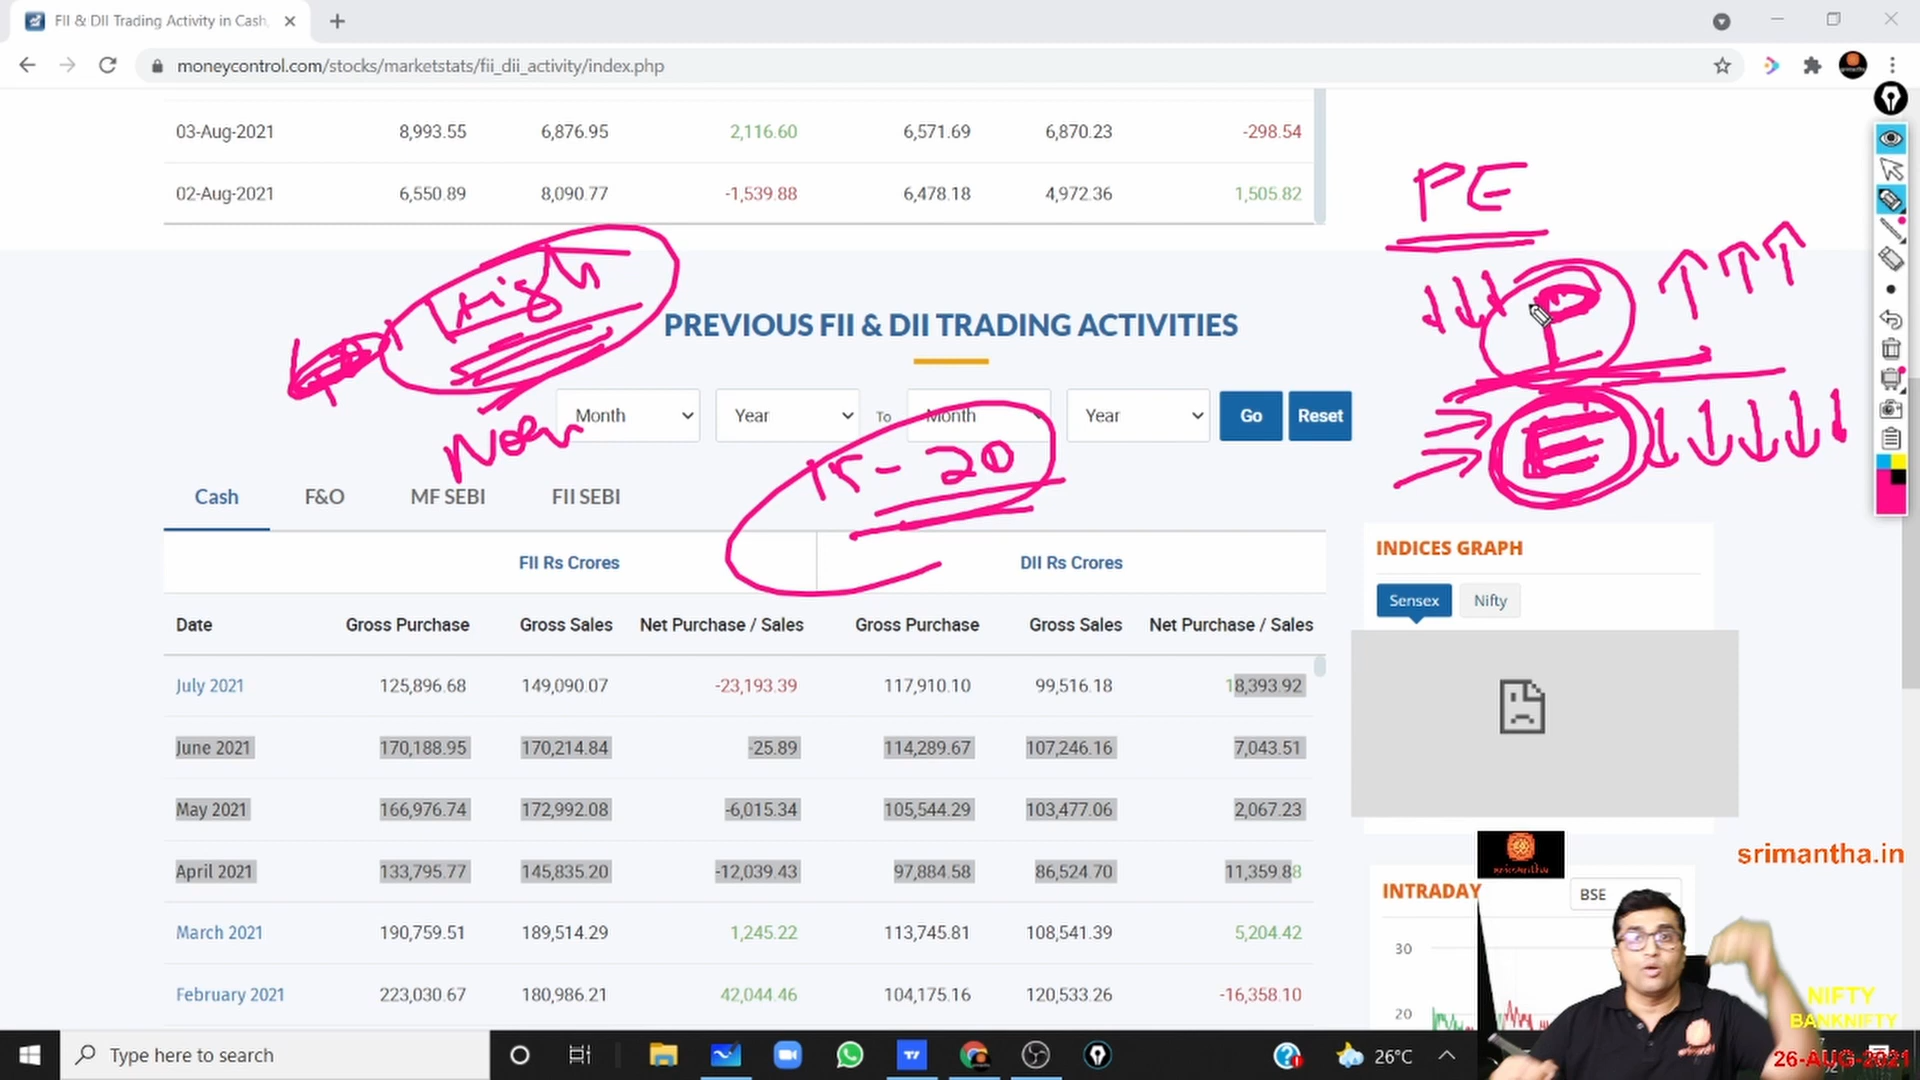 FII & DII Trading Activity in Cash,
moneycontrol.com/stocks/marketstats/fii_dii_activity/index.php
03-Aug-2021 8,993.55 6,876.95 2,116.60 6,571.69 6,870.23 -298.54
02-Aug-2021 6,550.89 8,090.77 -1,539.88 6,478.18 4,972.36 1,505.82
PE
High
P
E
PREVIOUS FII & DII TRADING ACTIVITIES
Month Year To Month Year Go Reset
15-20
Cash F&O MF SEBI FII SEBI
FII Rs Crores DII Rs Crores
Date Gross Purchase Gross Sales Net Purchase / Sales Gross Purchase Gross Sales Net Purchase / Sales
July 2021 125,896.68 149,090.07 -23,193.39 117,910.10 99,516.18 18,393.92
June 2021 170,188.95 170,214.84 -25.89 114,289.67 107,246.16 7,043.51
May 2021 166,976.74 172,992.08 -6,015.34 105,544.29 103,477.06 2,067.23
April 2021 133,795.77 145,835.20 -12,039.43 97,884.58 86,524.70 11,359.88
March 2021 190,759.51 189,514.29 1,245.22 113,745.81 108,541.39 5,204.42
February 2021 223,030.67 180,986.21 42,044.46 104,175.16 120,533.26 -16,358.10
INDICES GRAPH
Sensex Nifty
srimantha
srimantha.in
INTRADAY BSE
30
20
NIFTY
BANKNIFTY
Type here to search
26°C
26-AUG-2021